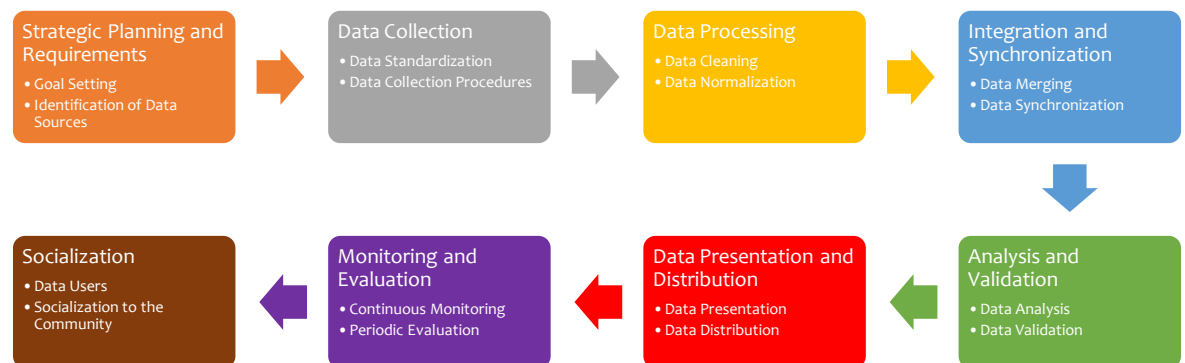 Strategic Planning and
Requirements
• Goal Setting
• Identification of Data
Sources
Data Collection
• Data Standardization
• Data Collection Procedures
Data Processing
• Data Cleaning
• Data Normalization
Integration and
Synchronization
• Data Merging
• Data Synchronization
Analysis and
Validation
• Data Analysis
• Data Validation
Data Presentation and
Distribution
• Data Presentation
• Data Distribution
Monitoring and
Evaluation
• Continuous Monitoring
• Periodic Evaluation
Socialization
• Data Users
• Socialization to the
Community